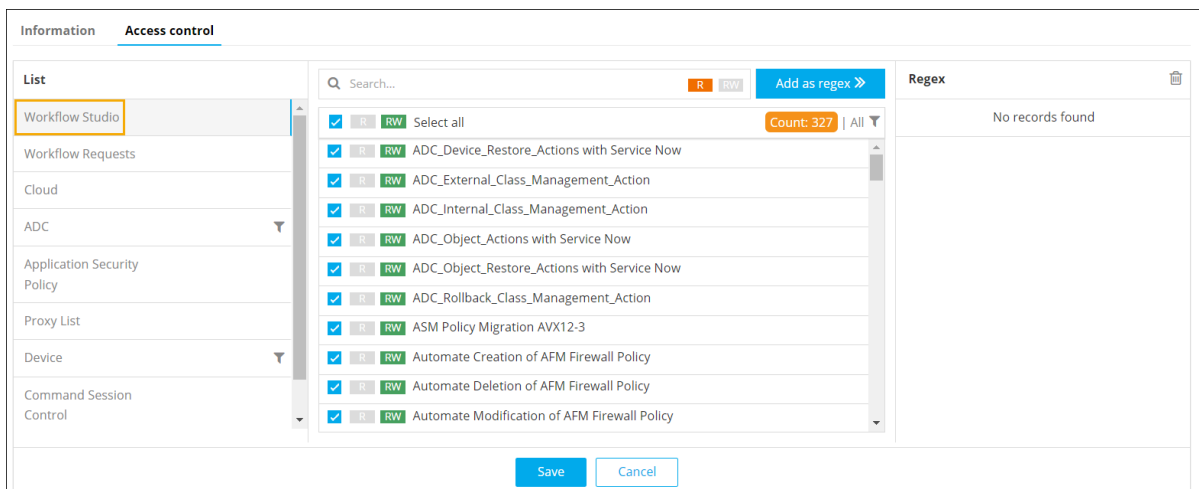 Information Access control
List
Search... R RW Add as regex Regex
Workflow Studio
R RW Select all Count: 327 | All
No records found
Workflow Requests
Cloud
ADC
Application Security
Policy
Proxy List
Device
Command Session
Control
R RW ADC_Device_Restore_Actions with Service Now
R RW ADC_External_Class_Management_Action
R RW ADC_Internal_Class_Management_Action
R RW ADC_Object_Actions with Service Now
R RW ADC_Object_Restore_Actions with Service Now
R RW ADC_Rollback_Class_Management_Action
R RW ASM Policy Migration AVX12-3
R RW Automate Creation of AFM Firewall Policy
R RW Automate Deletion of AFM Firewall Policy
R RW Automate Modification of AFM Firewall Policy
Save Cancel